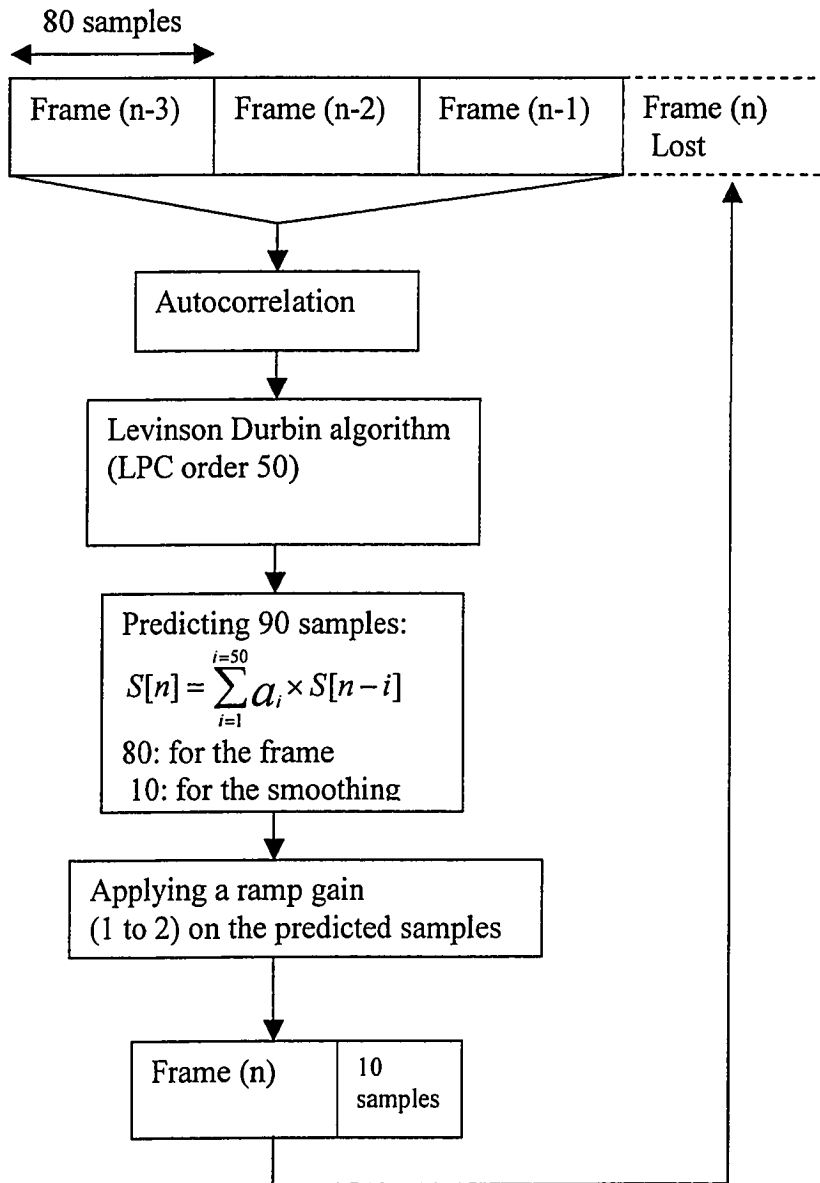 80 samples
Frame (n-3) Frame (n-2) Frame (n-1) Frame (n)
Lost
Autocorrelation
Levinson Durbin algorithm
(LPC order 50)
Predicting 90 samples:
i=50
S[n] = ∑ a_i × S[n−i]
i=1
80: for the frame
10: for the smoothing
Applying a ramp gain
(1 to 2) on the predicted samples
Frame (n) 10
samples